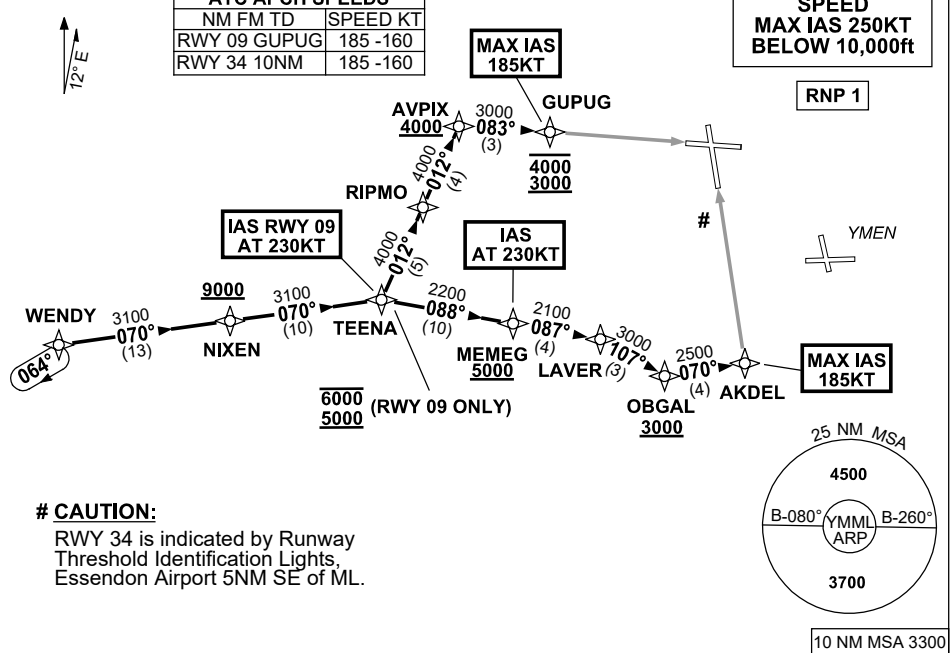 ATC APCH SPEEDS
NM FM TD SPEED KT
RWY 09 GUPUG 185 -160
RWY 34 10NM 185 -160
SPEED
MAX IAS 250KT
BELOW 10,000ft
RNP 1
12° E
MAX IAS
185KT
GUPUG
4000
3000
AVPIX
4000
3000
083°
(3)
4000
012°
(4)
RIPMO
4000
012°
(5)
IAS RWY 09
AT 230KT
IAS
AT 230KT
YMEN
#
WENDY
064°
3100
070°
(13)
9000
NIXEN
3100
070°
(10)
TEENA
6000
5000
(RWY 09 ONLY)
2200
088°
(10)
MEMEG
5000
2100
087°
(4)
LAVER
3000
107°
(3)
OBGAL
3000
2500
070°
(4)
AKDEL
MAX IAS
185KT
# CAUTION:
RWY 34 is indicated by Runway
Threshold Identification Lights,
Essendon Airport 5NM SE of ML.
25 NM MSA
4500
B-080° YMML B-260°
ARP
3700
10 NM MSA 3300